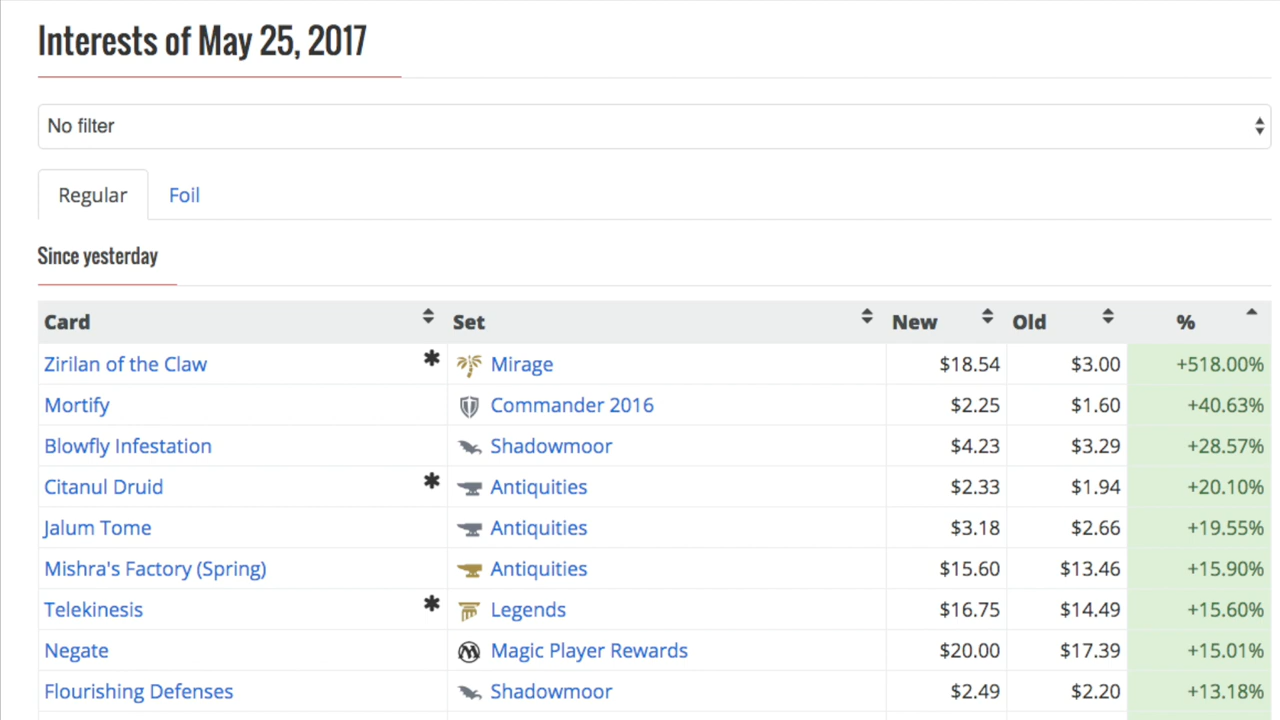 Interests of May 25, 2017
No filter
Regular Foil
Since yesterday
Card Set New Old %
Zirilan of the Claw * Mirage $18.54 $3.00 +518.00%
Mortify Commander 2016 $2.25 $1.60 +40.63%
Blowfly Infestation Shadowmoor $4.23 $3.29 +28.57%
Citanul Druid * Antiquities $2.33 $1.94 +20.10%
Jalum Tome Antiquities $3.18 $2.66 +19.55%
Mishra's Factory (Spring) Antiquities $15.60 $13.46 +15.90%
Telekinesis * Legends $16.75 $14.49 +15.60%
Negate Magic Player Rewards $20.00 $17.39 +15.01%
Flourishing Defenses Shadowmoor $2.49 $2.20 +13.18%